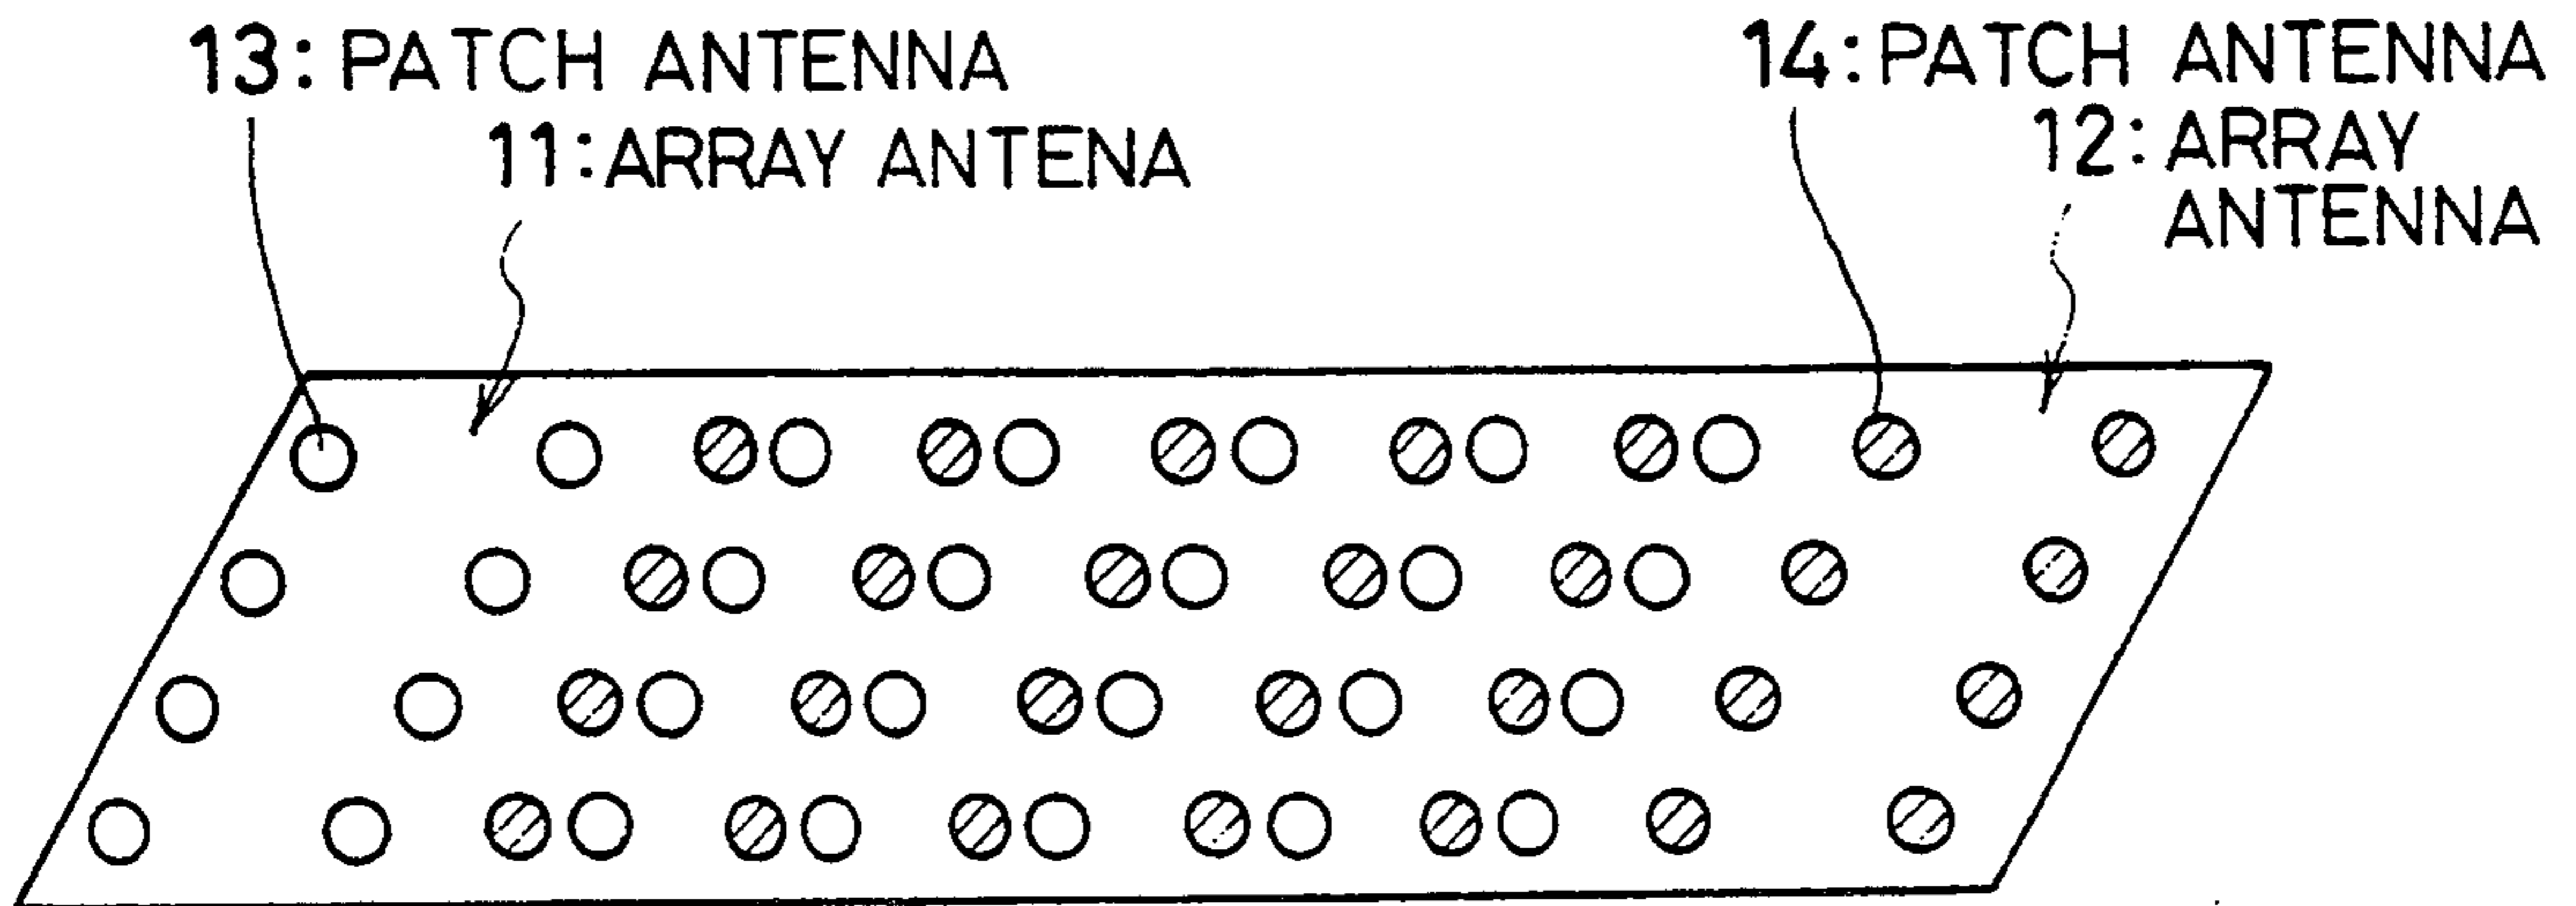 13: PATCH ANTENNA
11: ARRAY ANTENA
14: PATCH ANTENNA
12: ARRAY
ANTENNA